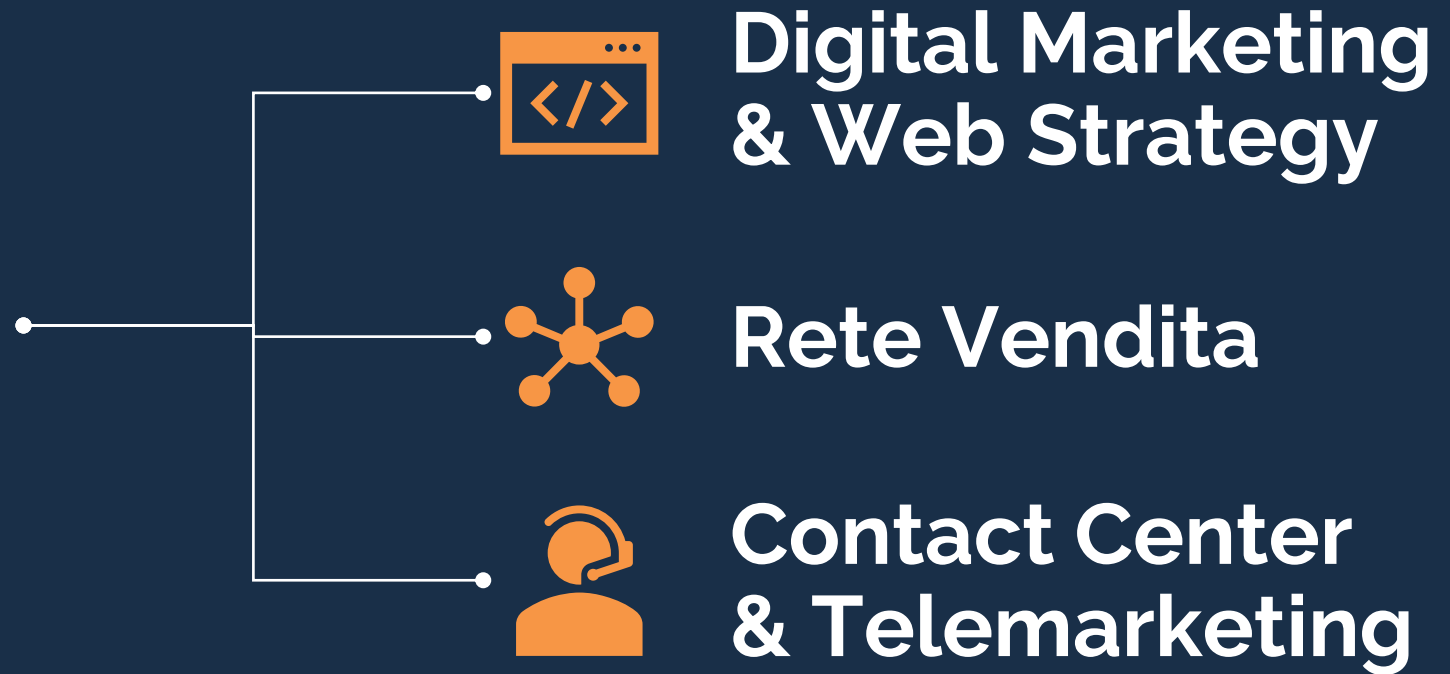 Digital Marketing
& Web Strategy
Rete Vendita
Contact Center
& Telemarketing